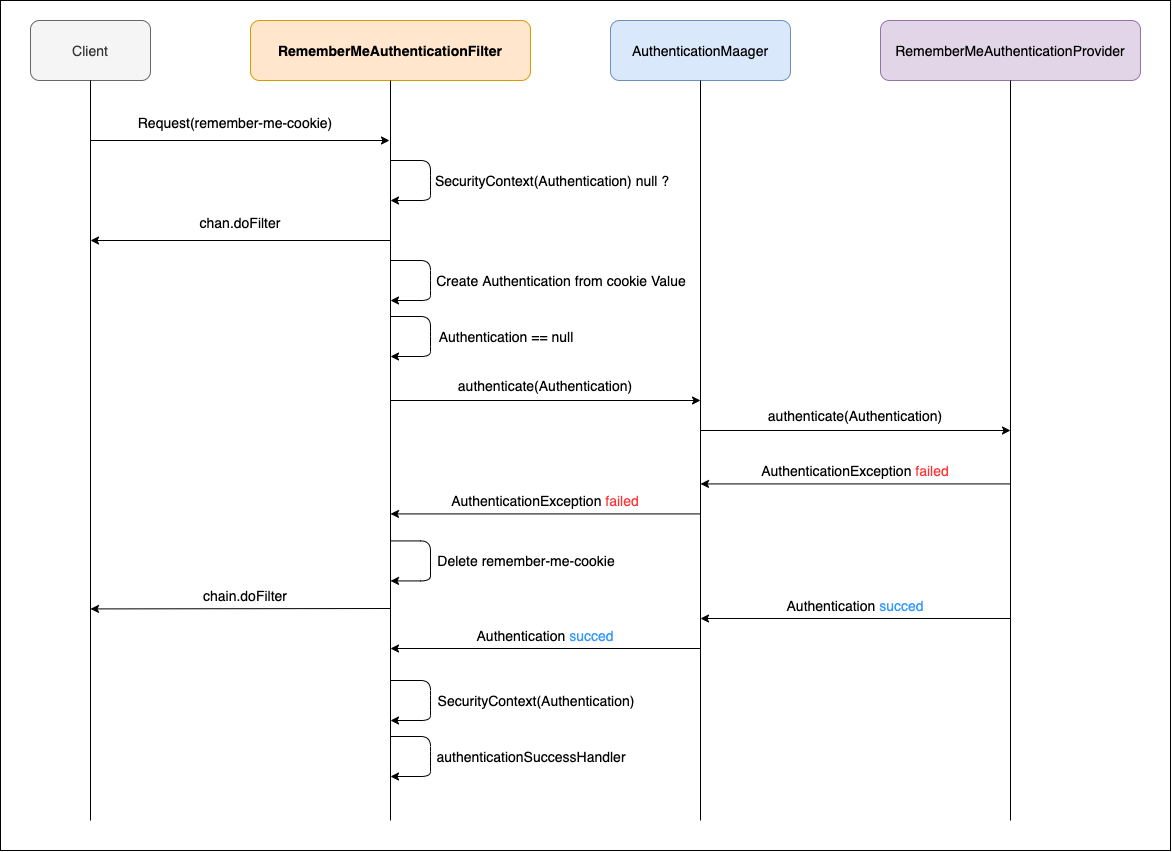 Client
RememberMeAuthenticationFilter
AuthenticationMaager
RememberMeAuthenticationProvider
Request(remember-me-cookie)
SecurityContext(Authentication) null ?
chan.doFilter
Create Authentication from cookie Value
Authentication == null
authenticate(Authentication)
authenticate(Authentication)
AuthenticationException failed
AuthenticationException failed
Delete remember-me-cookie
chain.doFilter
Authentication succed
Authentication succed
SecurityContext(Authentication)
authenticationSuccessHandler